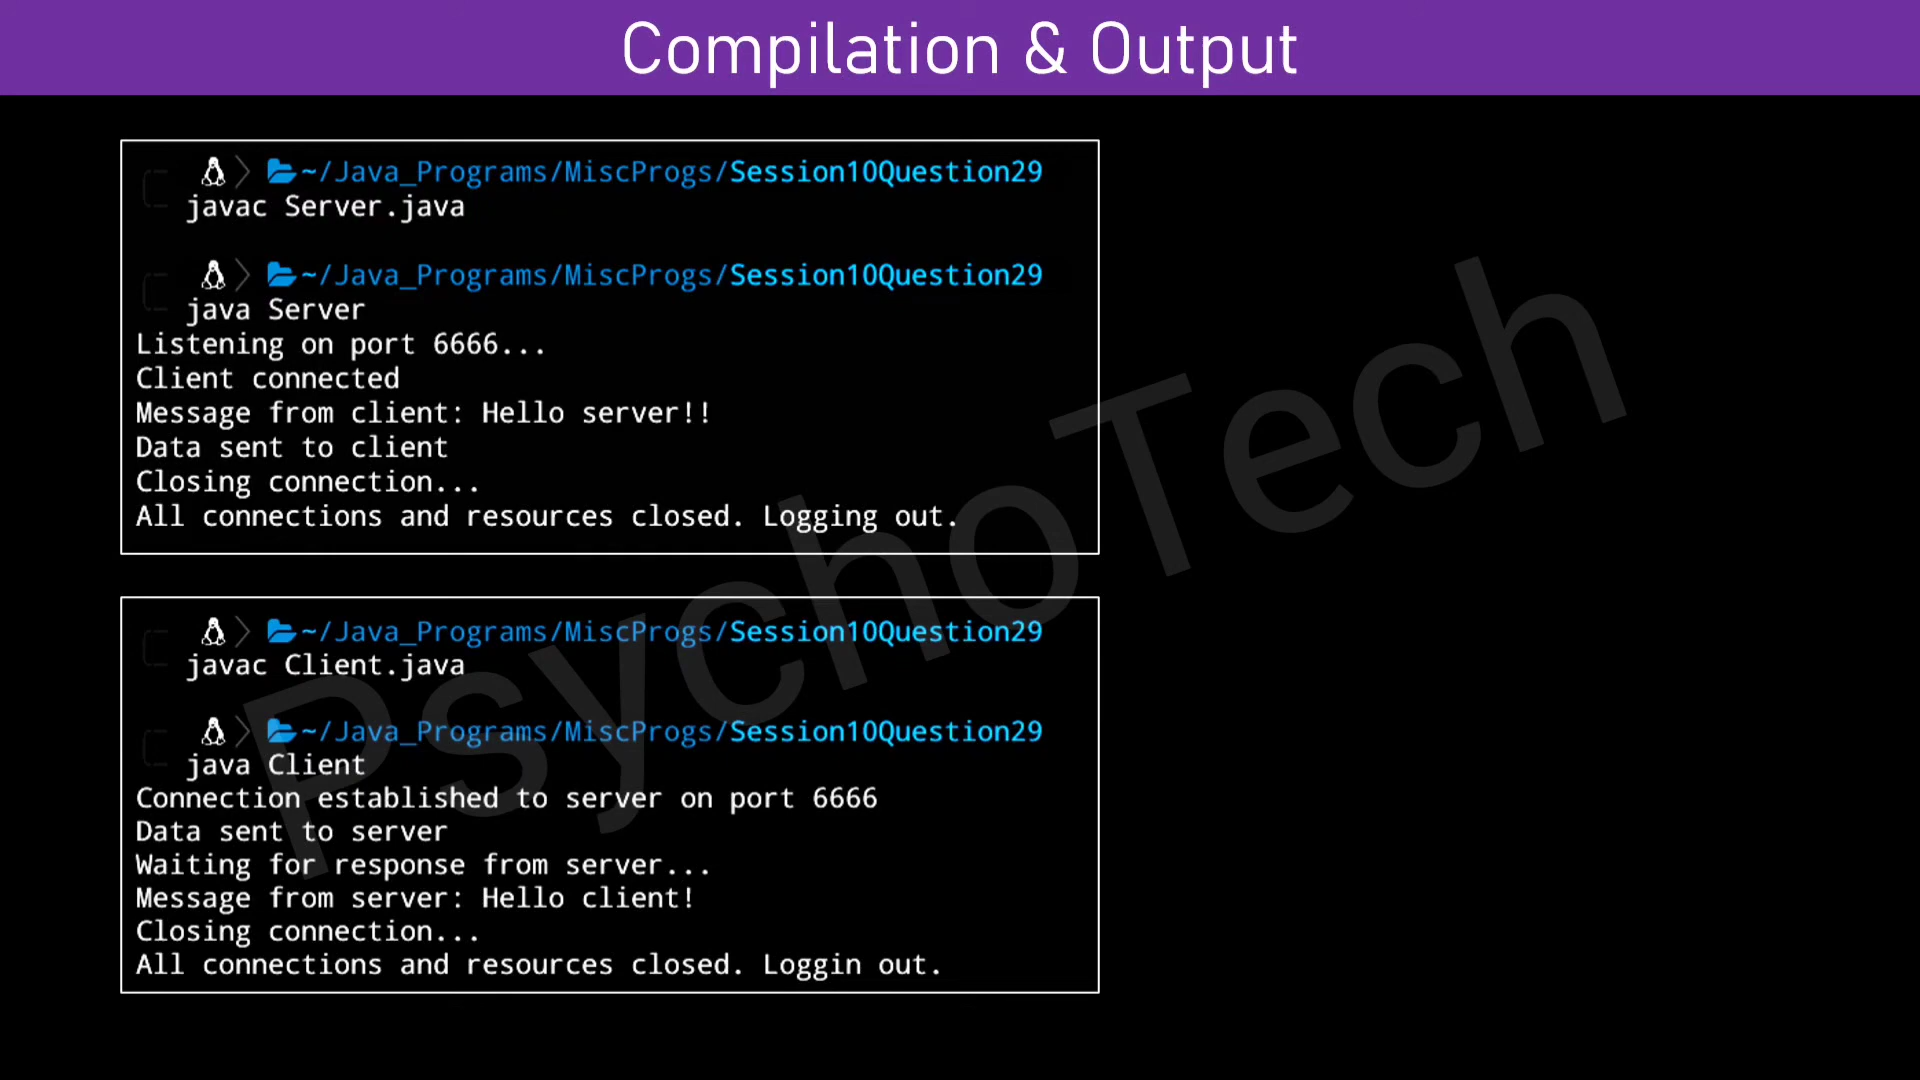 Compilation & Output
~/Java_Programs/MiscProgs/Session10Question29
javac Server.java
~/Java_Programs/MiscProgs/Session10Question29
java Server
Listening on port 6666...
Client connected
Message from client: Hello server!!
Data sent to client
Closing connection...
All connections and resources closed. Logging out.
~/Java_Programs/MiscProgs/Session10Question29
javac Client.java
~/Java_Programs/MiscProgs/Session10Question29
java Client
Connection established to server on port 6666
Data sent to server
Waiting for response from server...
Message from server: Hello client!
Closing connection...
All connections and resources closed. Loggin out.
PsychoTech